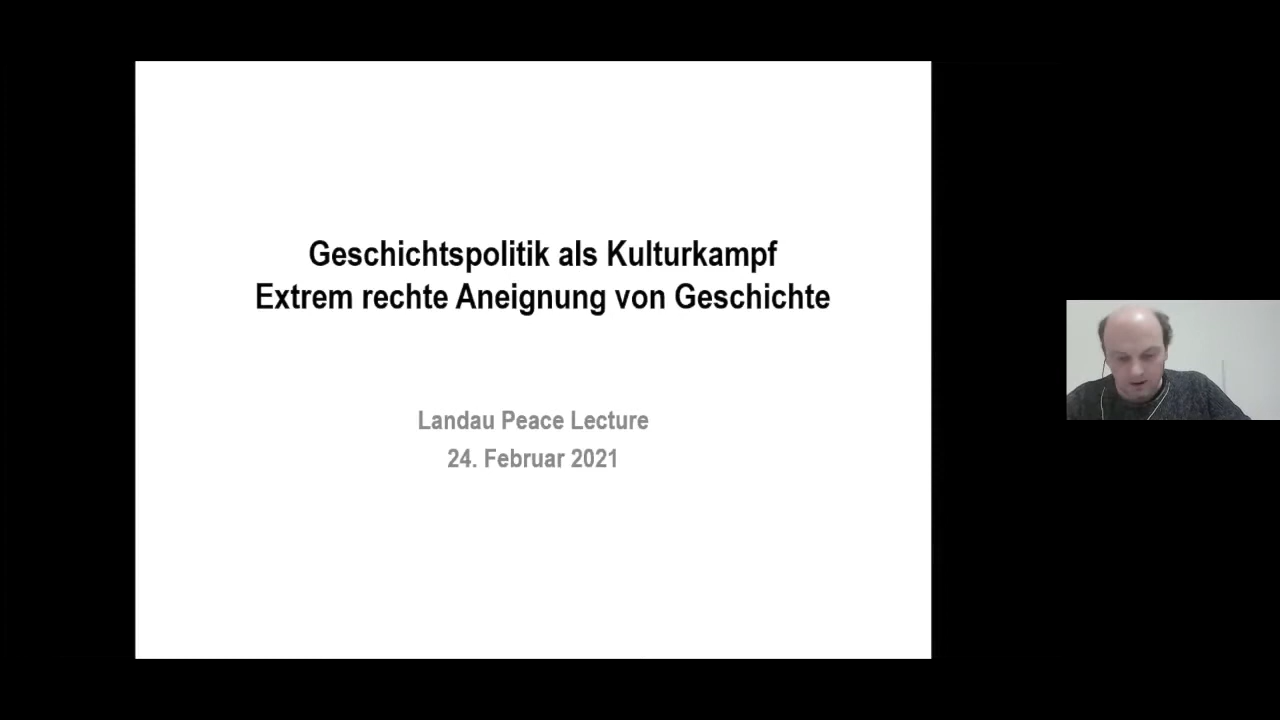 Geschichtspolitik als Kulturkampf
Extrem rechte Aneignung von Geschichte
Landau Peace Lecture
24. Februar 2021